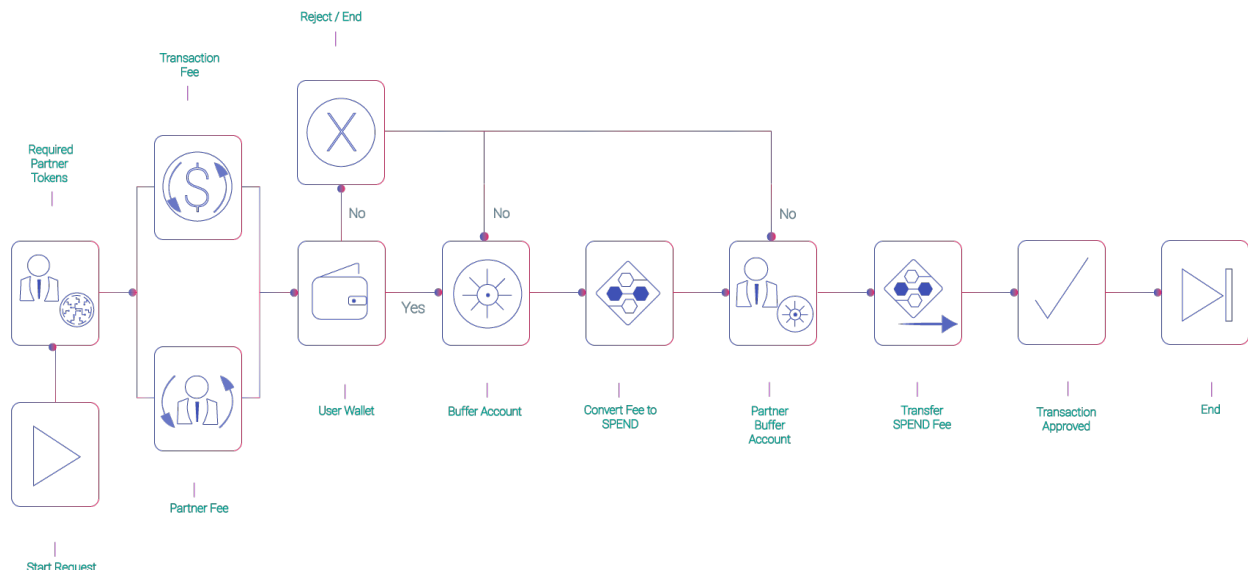 Reject / End
Transaction
Fee
Required
Partner
Tokens
$
X
No
No
No
Yes
User Wallet
Buffer Account
Convert Fee to
SPEND
Partner
Buffer
Account
Transfer
SPEND Fee
Transaction
Approved
End
Partner Fee
Start Request